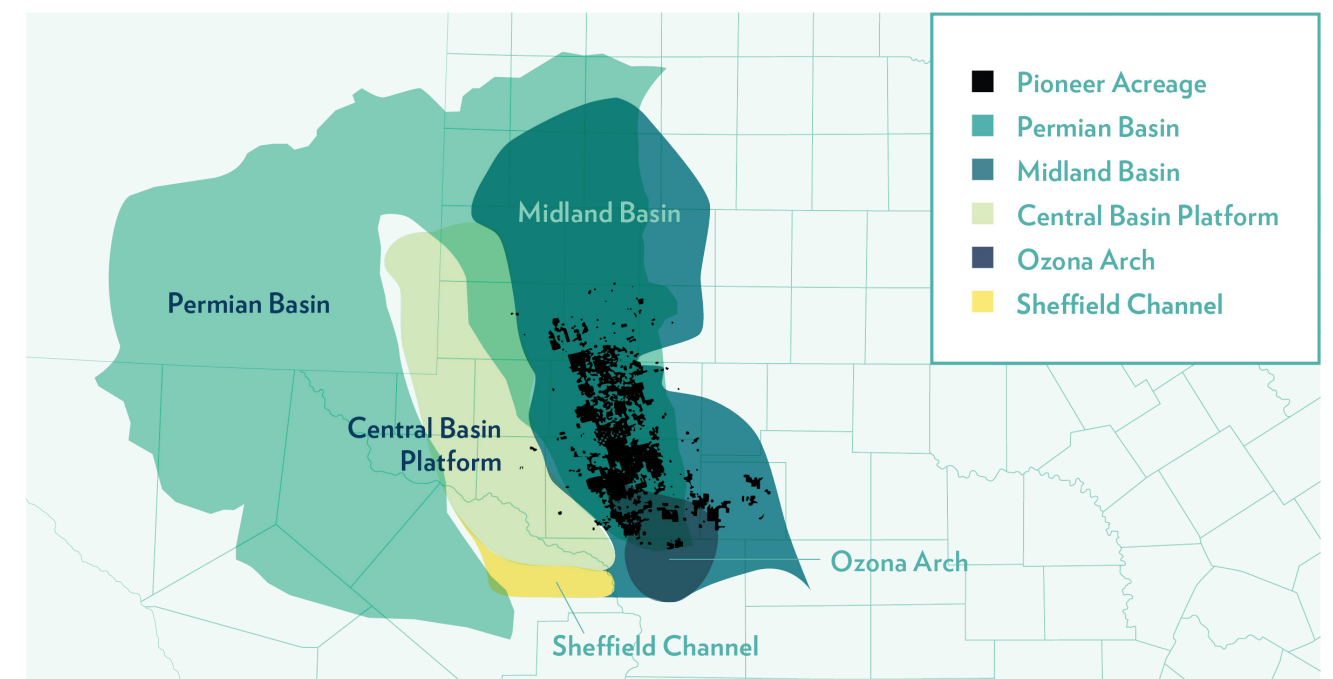 Pioneer Acreage
Permian Basin
Midland Basin
Central Basin Platform
Ozona Arch
Sheffield Channel
Midland Basin
Permian Basin
Central Basin
Platform
Ozona Arch
Sheffield Channel